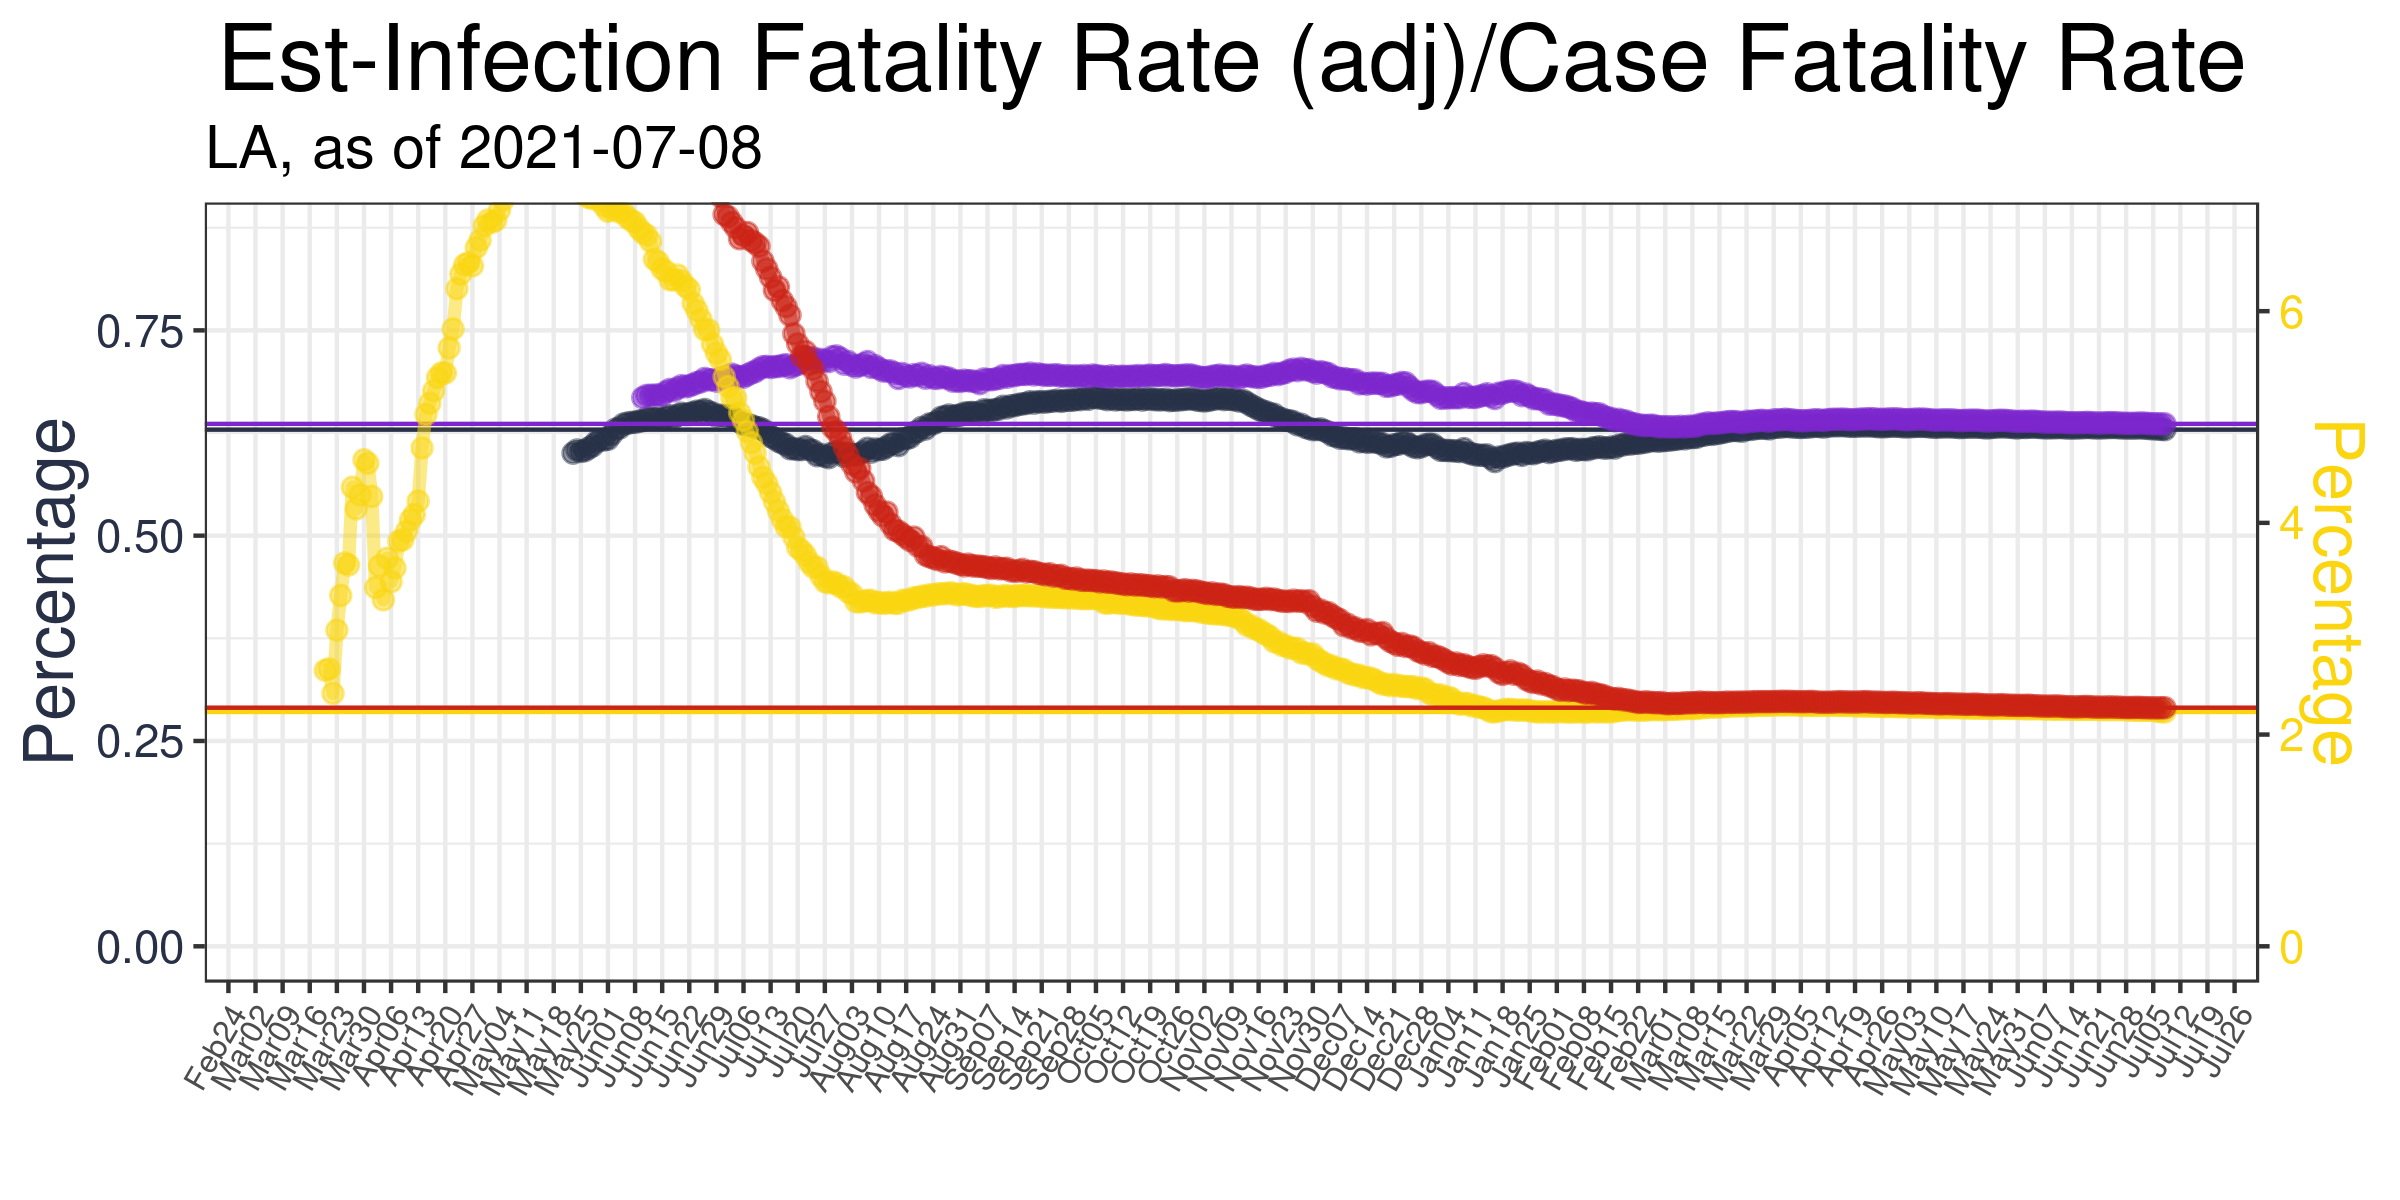 Est-Infection Fatality Rate (adj)/Case Fatality Rate
LA, as of 2021-07-08
Percentage
0.75
0.50
0.25
0.00
6
4
2
0
Percentage
Feb24
Mar02
Mar09
Mar16
Mar23
Mar30
Apr06
Apr13
Apr20
Apr27
May04
May11
May18
May25
Jun01
Jun08
Jun15
Jun22
Jun29
Jul06
Jul13
Jul20
Jul27
Aug03
Aug10
Aug17
Aug24
Aug31
Sep07
Sep14
Sep21
Sep28
Oct05
Oct12
Oct19
Oct26
Nov02
Nov09
Nov16
Nov23
Nov30
Dec07
Dec14
Dec21
Dec28
Jan04
Jan11
Jan18
Jan25
Feb01
Feb08
Feb15
Feb22
Mar01
Mar08
Mar15
Mar22
Mar29
Apr05
Apr12
Apr19
Apr26
May03
May10
May17
May24
May31
Jun07
Jun14
Jun21
Jun28
Jul05
Jul12
Jul19
Jul26